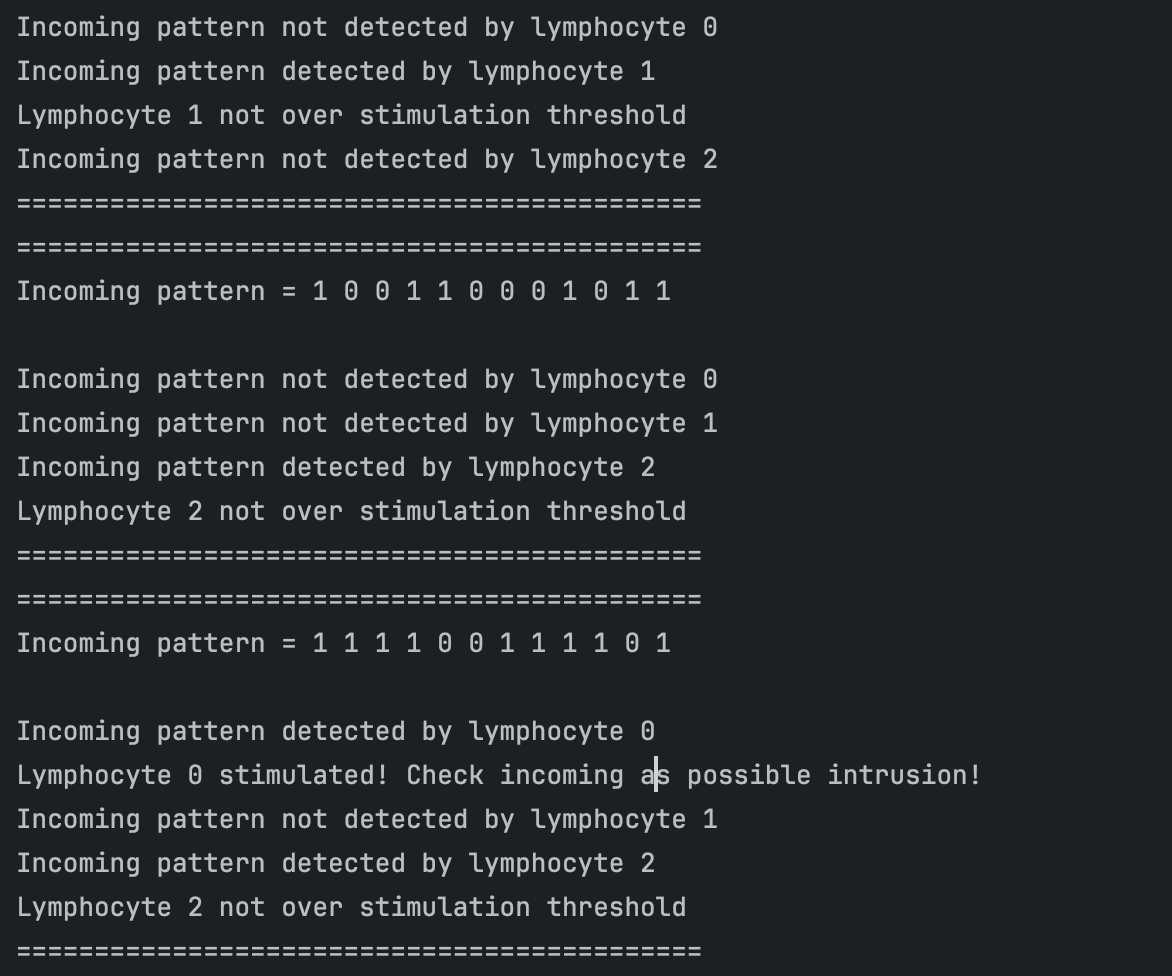 Incoming pattern not detected by lymphocyte 0
Incoming pattern detected by lymphocyte 1
Lymphocyte 1 not over stimulation threshold
Incoming pattern not detected by lymphocyte 2
============================================
============================================
Incoming pattern = 1 0 0 1 1 0 0 0 1 0 1 1
Incoming pattern not detected by lymphocyte 0
Incoming pattern not detected by lymphocyte 1
Incoming pattern detected by lymphocyte 2
Lymphocyte 2 not over stimulation threshold
============================================
============================================
Incoming pattern = 1 1 1 1 0 0 1 1 1 1 0 1
Incoming pattern detected by lymphocyte 0
Lymphocyte 0 stimulated! Check incoming as possible intrusion!
Incoming pattern not detected by lymphocyte 1
Incoming pattern detected by lymphocyte 2
Lymphocyte 2 not over stimulation threshold
============================================